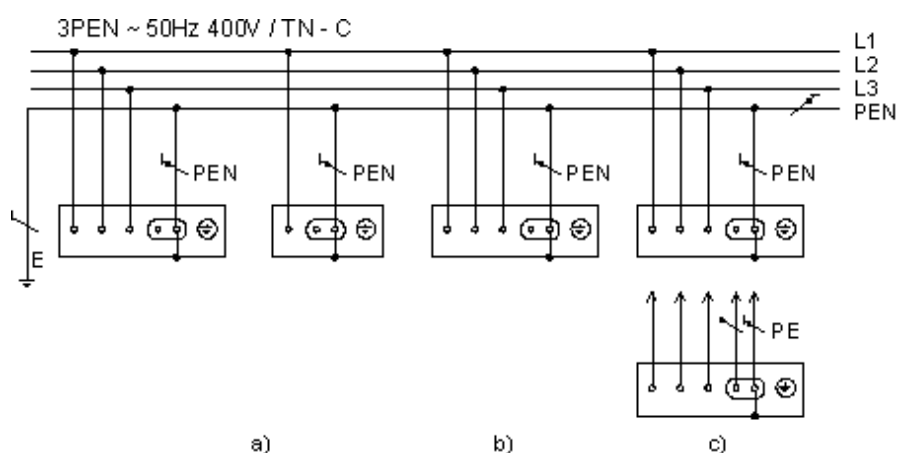 3PEN ~ 50Hz 400V / TN - C
L1
L2
L3
PEN
PEN
PEN
PEN
PEN
E
PE
a)
b)
c)